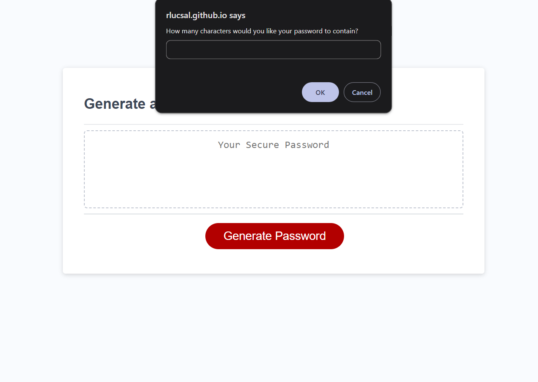 rlucsal.github.io says
How many characters would you like your password to contain?
OK
Cancel
Generate a
Your Secure Password
Generate Password